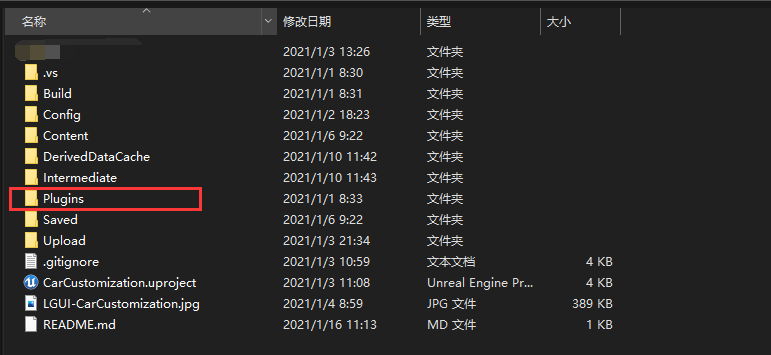 名称 修改日期 类型 大小
2021/1/3 13:26 文件夹
.vs 2021/1/1 8:30 文件夹
Build 2021/1/1 8:31 文件夹
Config 2021/1/2 18:23 文件夹
Content 2021/1/6 9:22 文件夹
DerivedDataCache 2021/1/10 11:42 文件夹
Intermediate 2021/1/10 11:43 文件夹
Plugins 2021/1/1 8:33 文件夹
Saved 2021/1/6 9:22 文件夹
Upload 2021/1/3 21:34 文件夹
.gitignore 2021/1/3 10:59 文本文档 4 KB
CarCustomization.uproject 2021/1/3 11:08 Unreal Engine Pr... 4 KB
LGUI-CarCustomization.jpg 2021/1/4 8:59 JPG 文件 389 KB
README.md 2021/1/16 11:13 MD 文件 1 KB